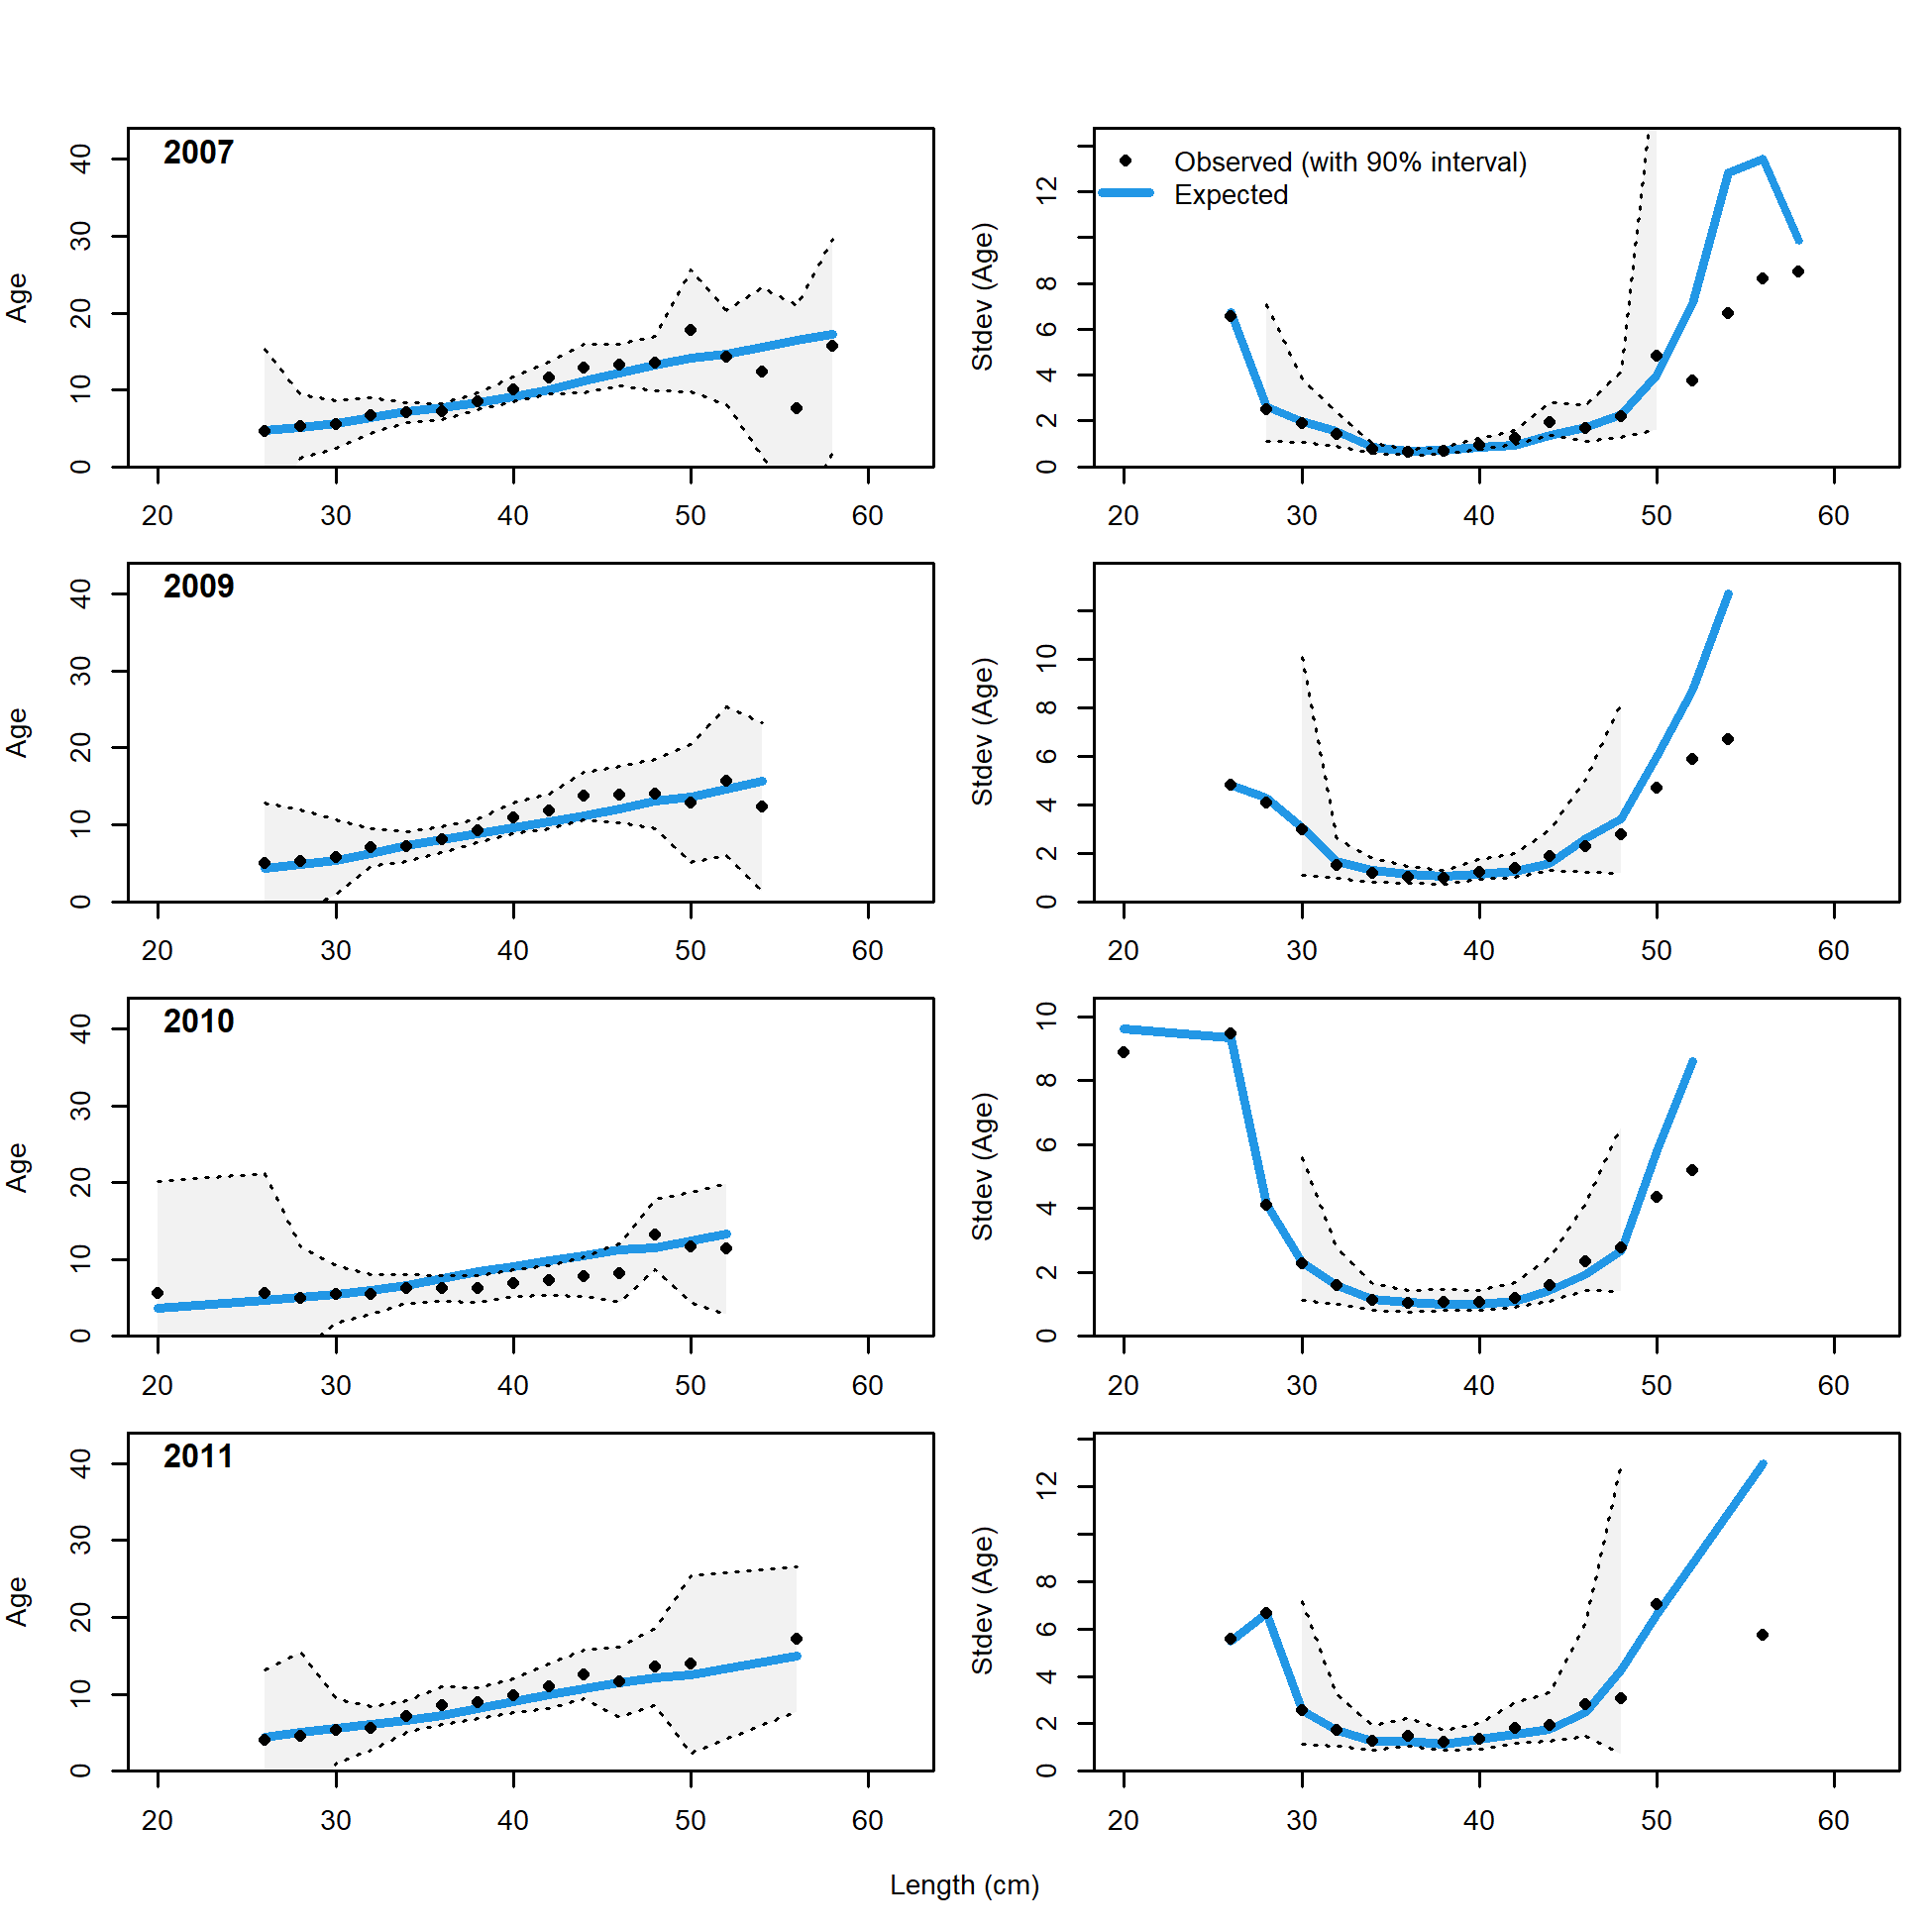 2007
Age
0 10 20 30 40
20 30 40 50 60
Observed (with 90% interval)
Expected
Stdev (Age)
0 2 4 6 8 12
20 30 40 50 60
2009
Age
0 10 20 30 40
20 30 40 50 60
Stdev (Age)
0 2 4 6 8 10
20 30 40 50 60
2010
Age
0 10 20 30 40
20 30 40 50 60
Stdev (Age)
0 2 4 6 8 10
20 30 40 50 60
2011
Age
0 10 20 30 40
20 30 40 50 60
Stdev (Age)
0 2 4 6 8 12
20 30 40 50 60
Length (cm)